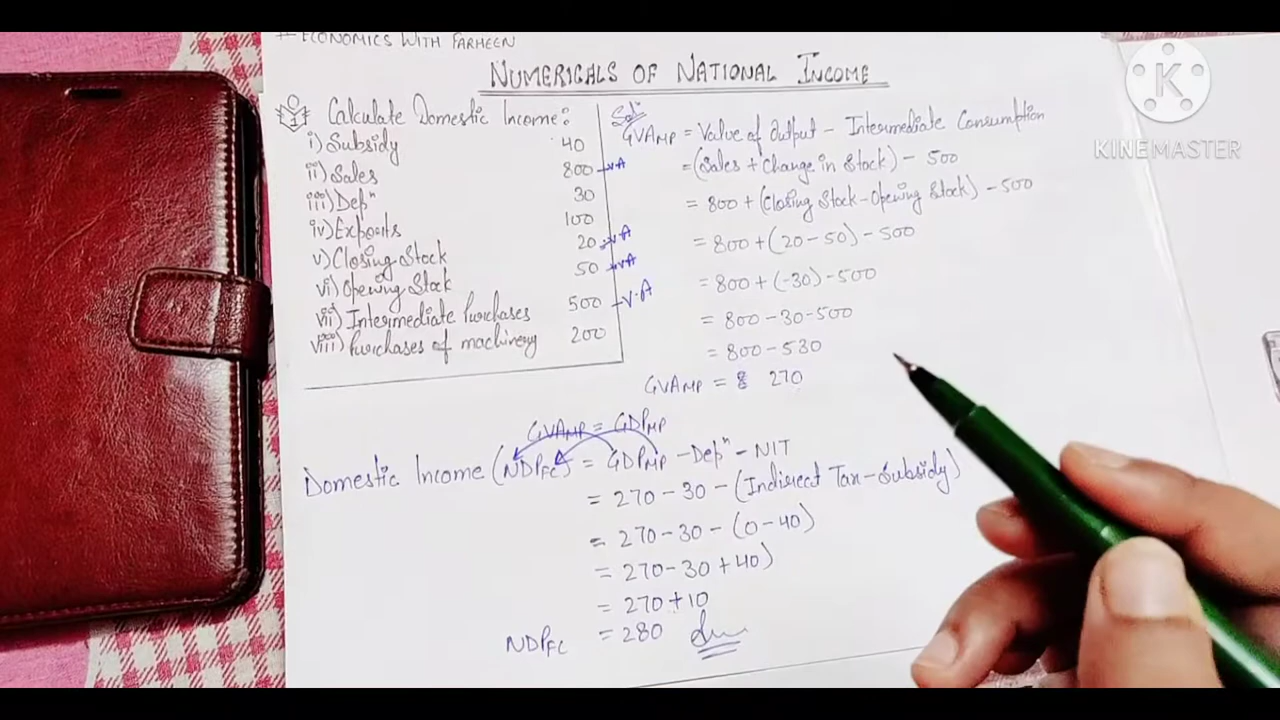 ECONOMICS WITH FARHEEN
NUMERICALS OF NATIONAL INCOME
KINEMASTER
Calculate Domestic Income:
i) Subsidy 40
ii) Sales 800 VA
iii) Depⁿ 30
iv) Exports 100
v) Closing Stock 20 VA
vi) Opening Stock 50 VA
vii) Intermediate Purchases 500 V.A
viii) Purchases of machinery 200
Solⁿ
GVAMP = Value of Output - Intermediate Consumption
= (Sales + Change in Stock) - 500
= 800 + (Closing Stock - Opening Stock) - 500
= 800 + (20 - 50) - 500
= 800 + (-30) - 500
= 800 - 30 - 500
= 800 - 530
GVAMP = 270
GVAMP = GDPMP
Domestic Income (NDPFC) = GDPMP - Depⁿ - NIT
= 270 - 30 - (Indirect Tax - Subsidy)
= 270 - 30 - (0 - 40)
= 270 - 30 + 40)
= 270 + 10
NDPFC = 280